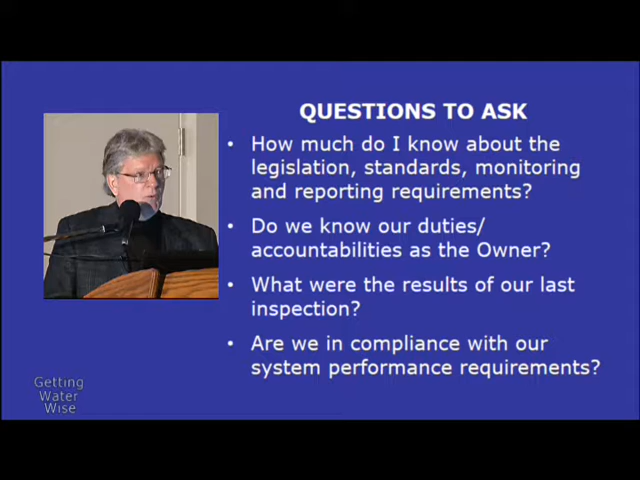 QUESTIONS TO ASK
• How much do I know about the
legislation, standards, monitoring
and reporting requirements?
• Do we know our duties/
accountabilities as the Owner?
• What were the results of our last
inspection?
• Are we in compliance with our
system performance requirements?
Getting
Water
Wise